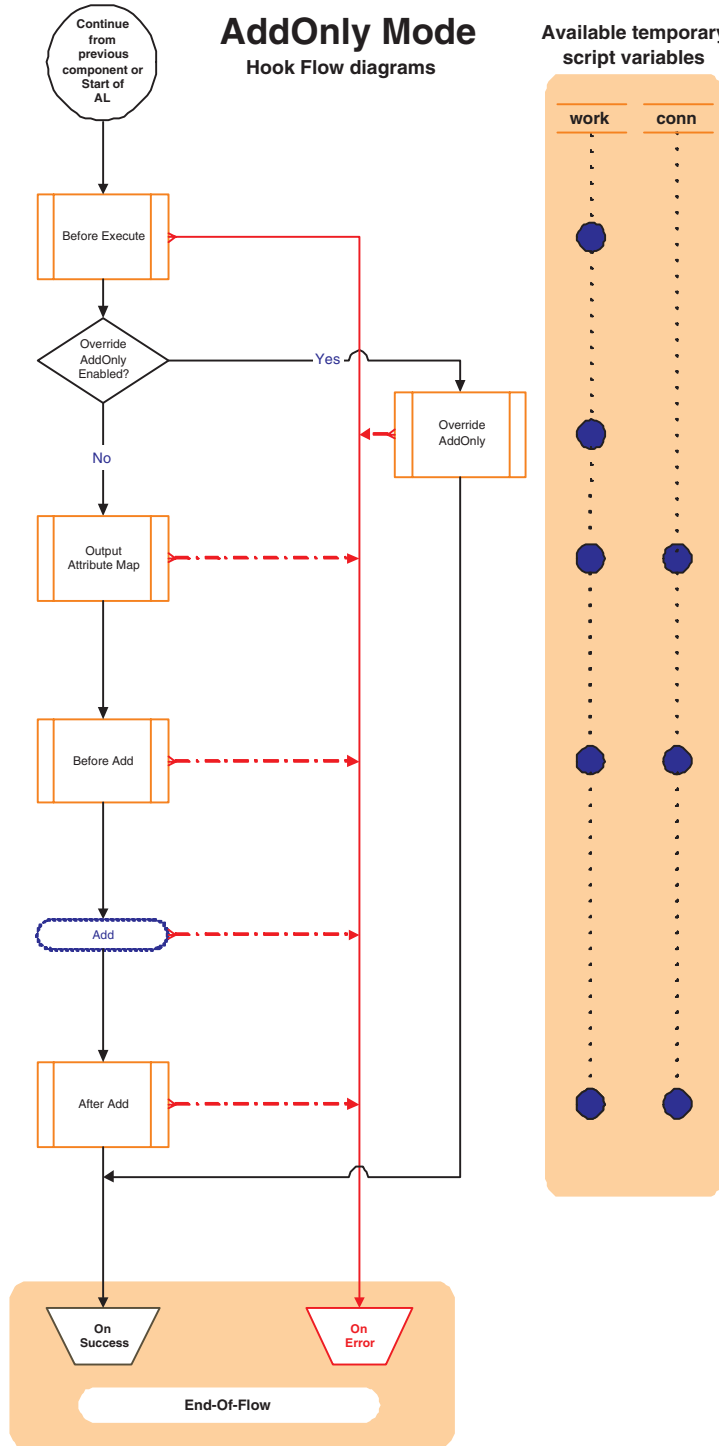 Continue
from
previous
component or
Start of
AL
AddOnly Mode
Hook Flow diagrams
Available temporary
script variables
work
conn
Before Execute
Override
AddOnly
Enabled?
Yes
Override
AddOnly
No
Output
Attribute Map
Before Add
Add
After Add
On
Success
On
Error
End-Of-Flow